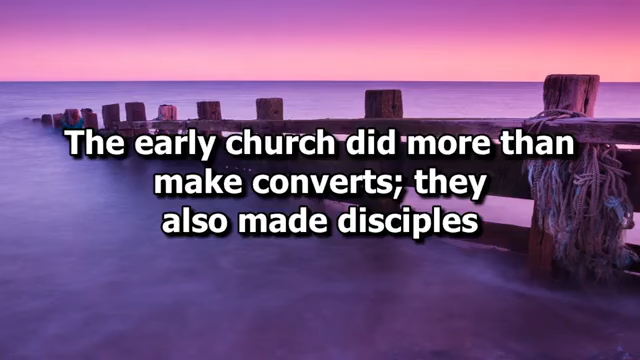 The early church did more than
make converts; they
also made disciples